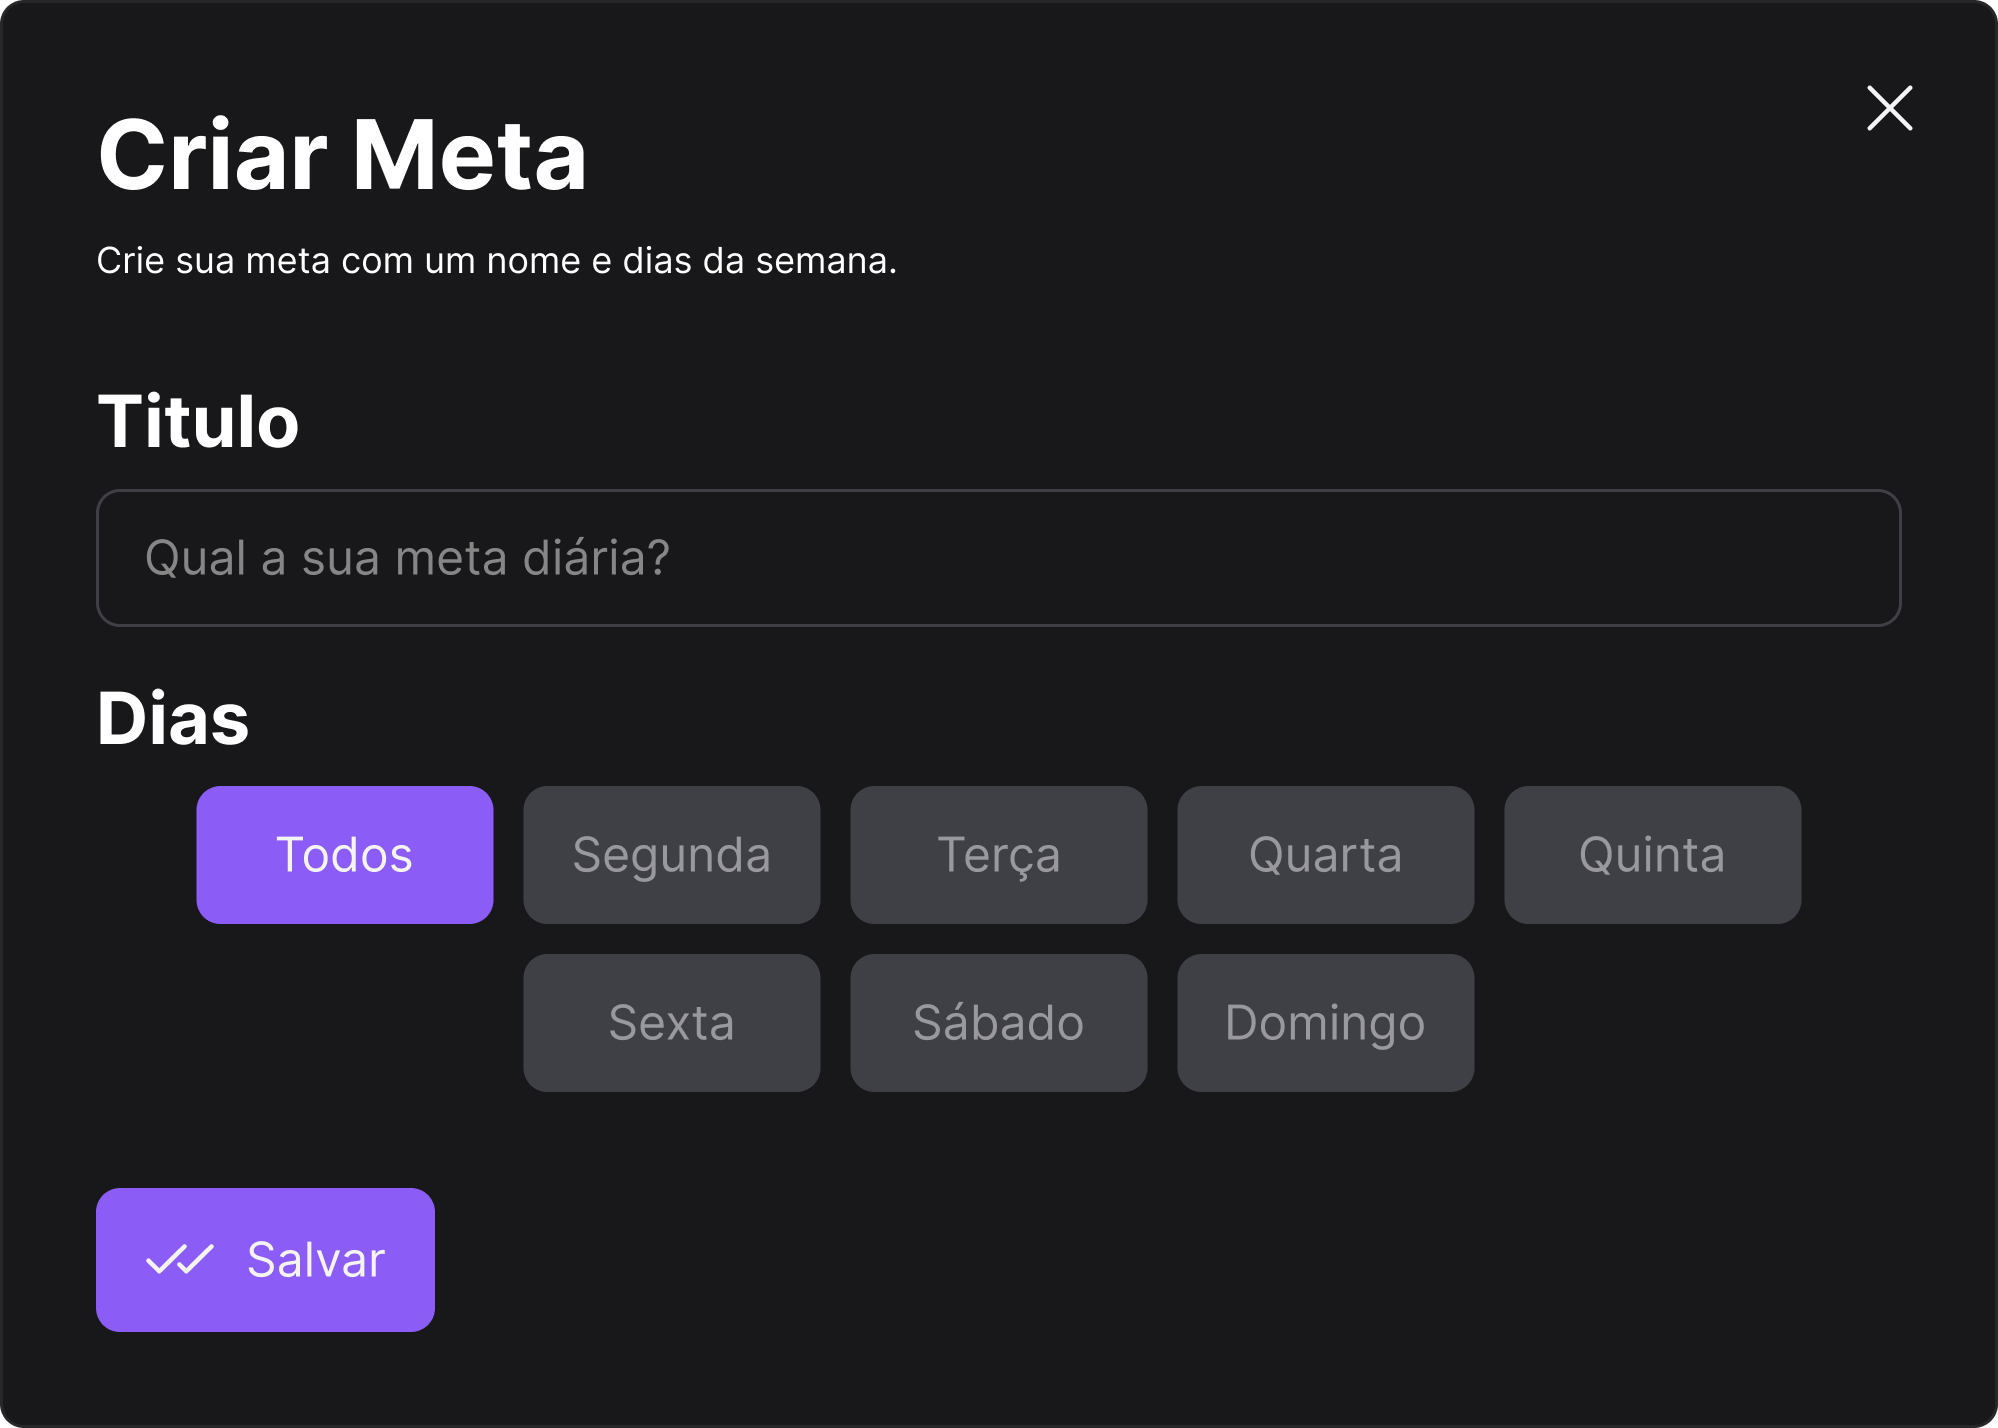 Criar Meta
Crie sua meta com um nome e dias da semana.
Titulo
Qual a sua meta diária?
Dias
Todos Segunda Terça Quarta Quinta
Sexta Sábado Domingo
Salvar